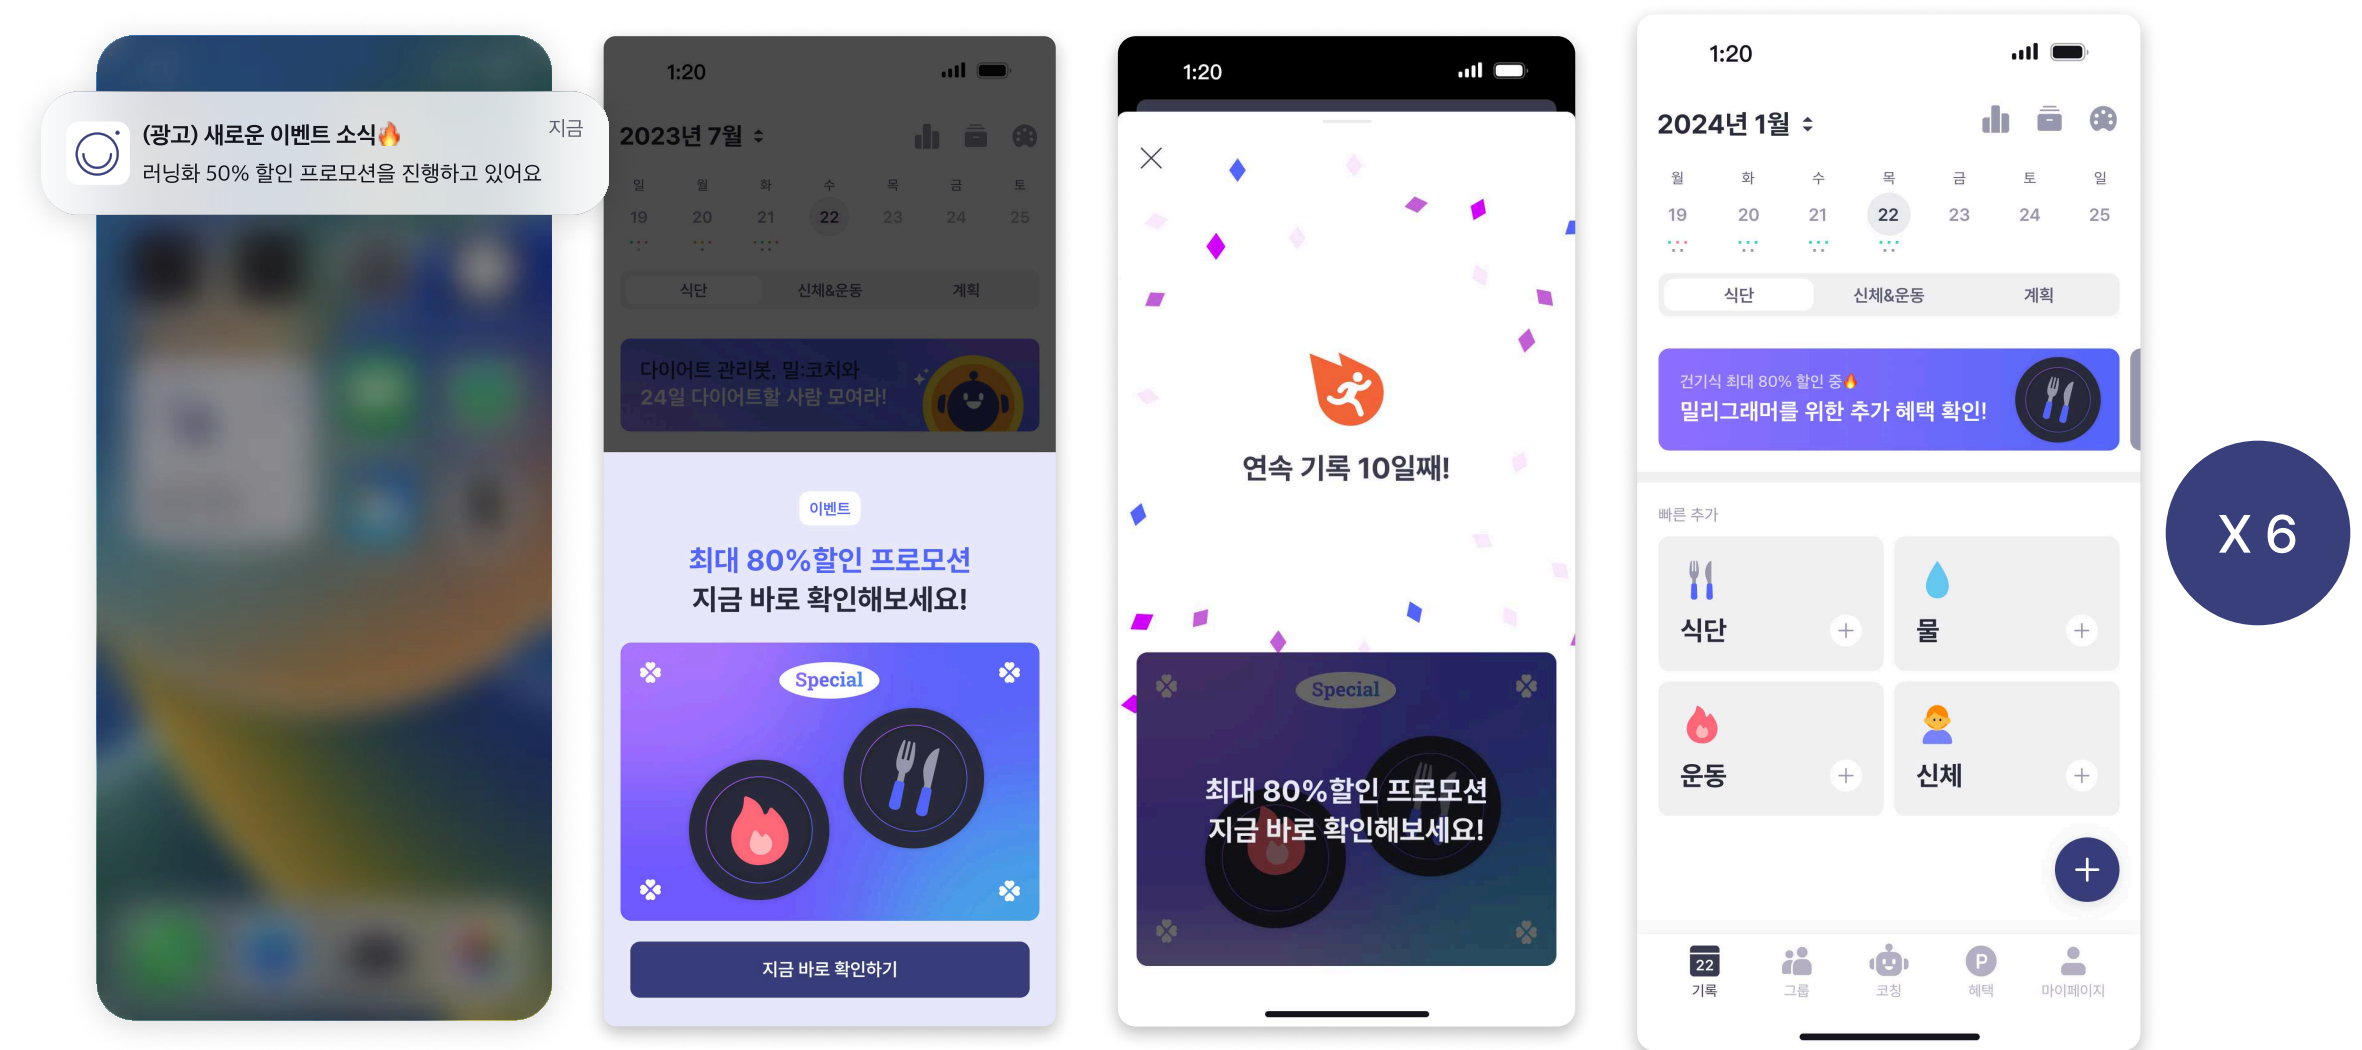 (광고) 새로운 이벤트 소식🔥
지금
러닝화 50% 할인 프로모션을 진행하고 있어요
1:20
2023년 7월
일 월 화 수 목 금 토
19 20 21 22 23 24 25
식단 신체&운동 계획
다이어트 관리봇, 밀:코치와
24일 다이어트할 사람 모여라!
이벤트
최대 80%할인 프로모션
지금 바로 확인해보세요!
Special
지금 바로 확인하기
1:20
연속 기록 10일째!
Special
최대 80%할인 프로모션
지금 바로 확인해보세요!
1:20
2024년 1월
월 화 수 목 금 토 일
19 20 21 22 23 24 25
식단 신체&운동 계획
건기식 최대 80% 할인 중🔥
밀리그래머를 위한 추가 혜택 확인!
빠른 추가
식단
물
운동
신체
22
P
기록 그룹 코칭 혜택 마이페이지
X 6